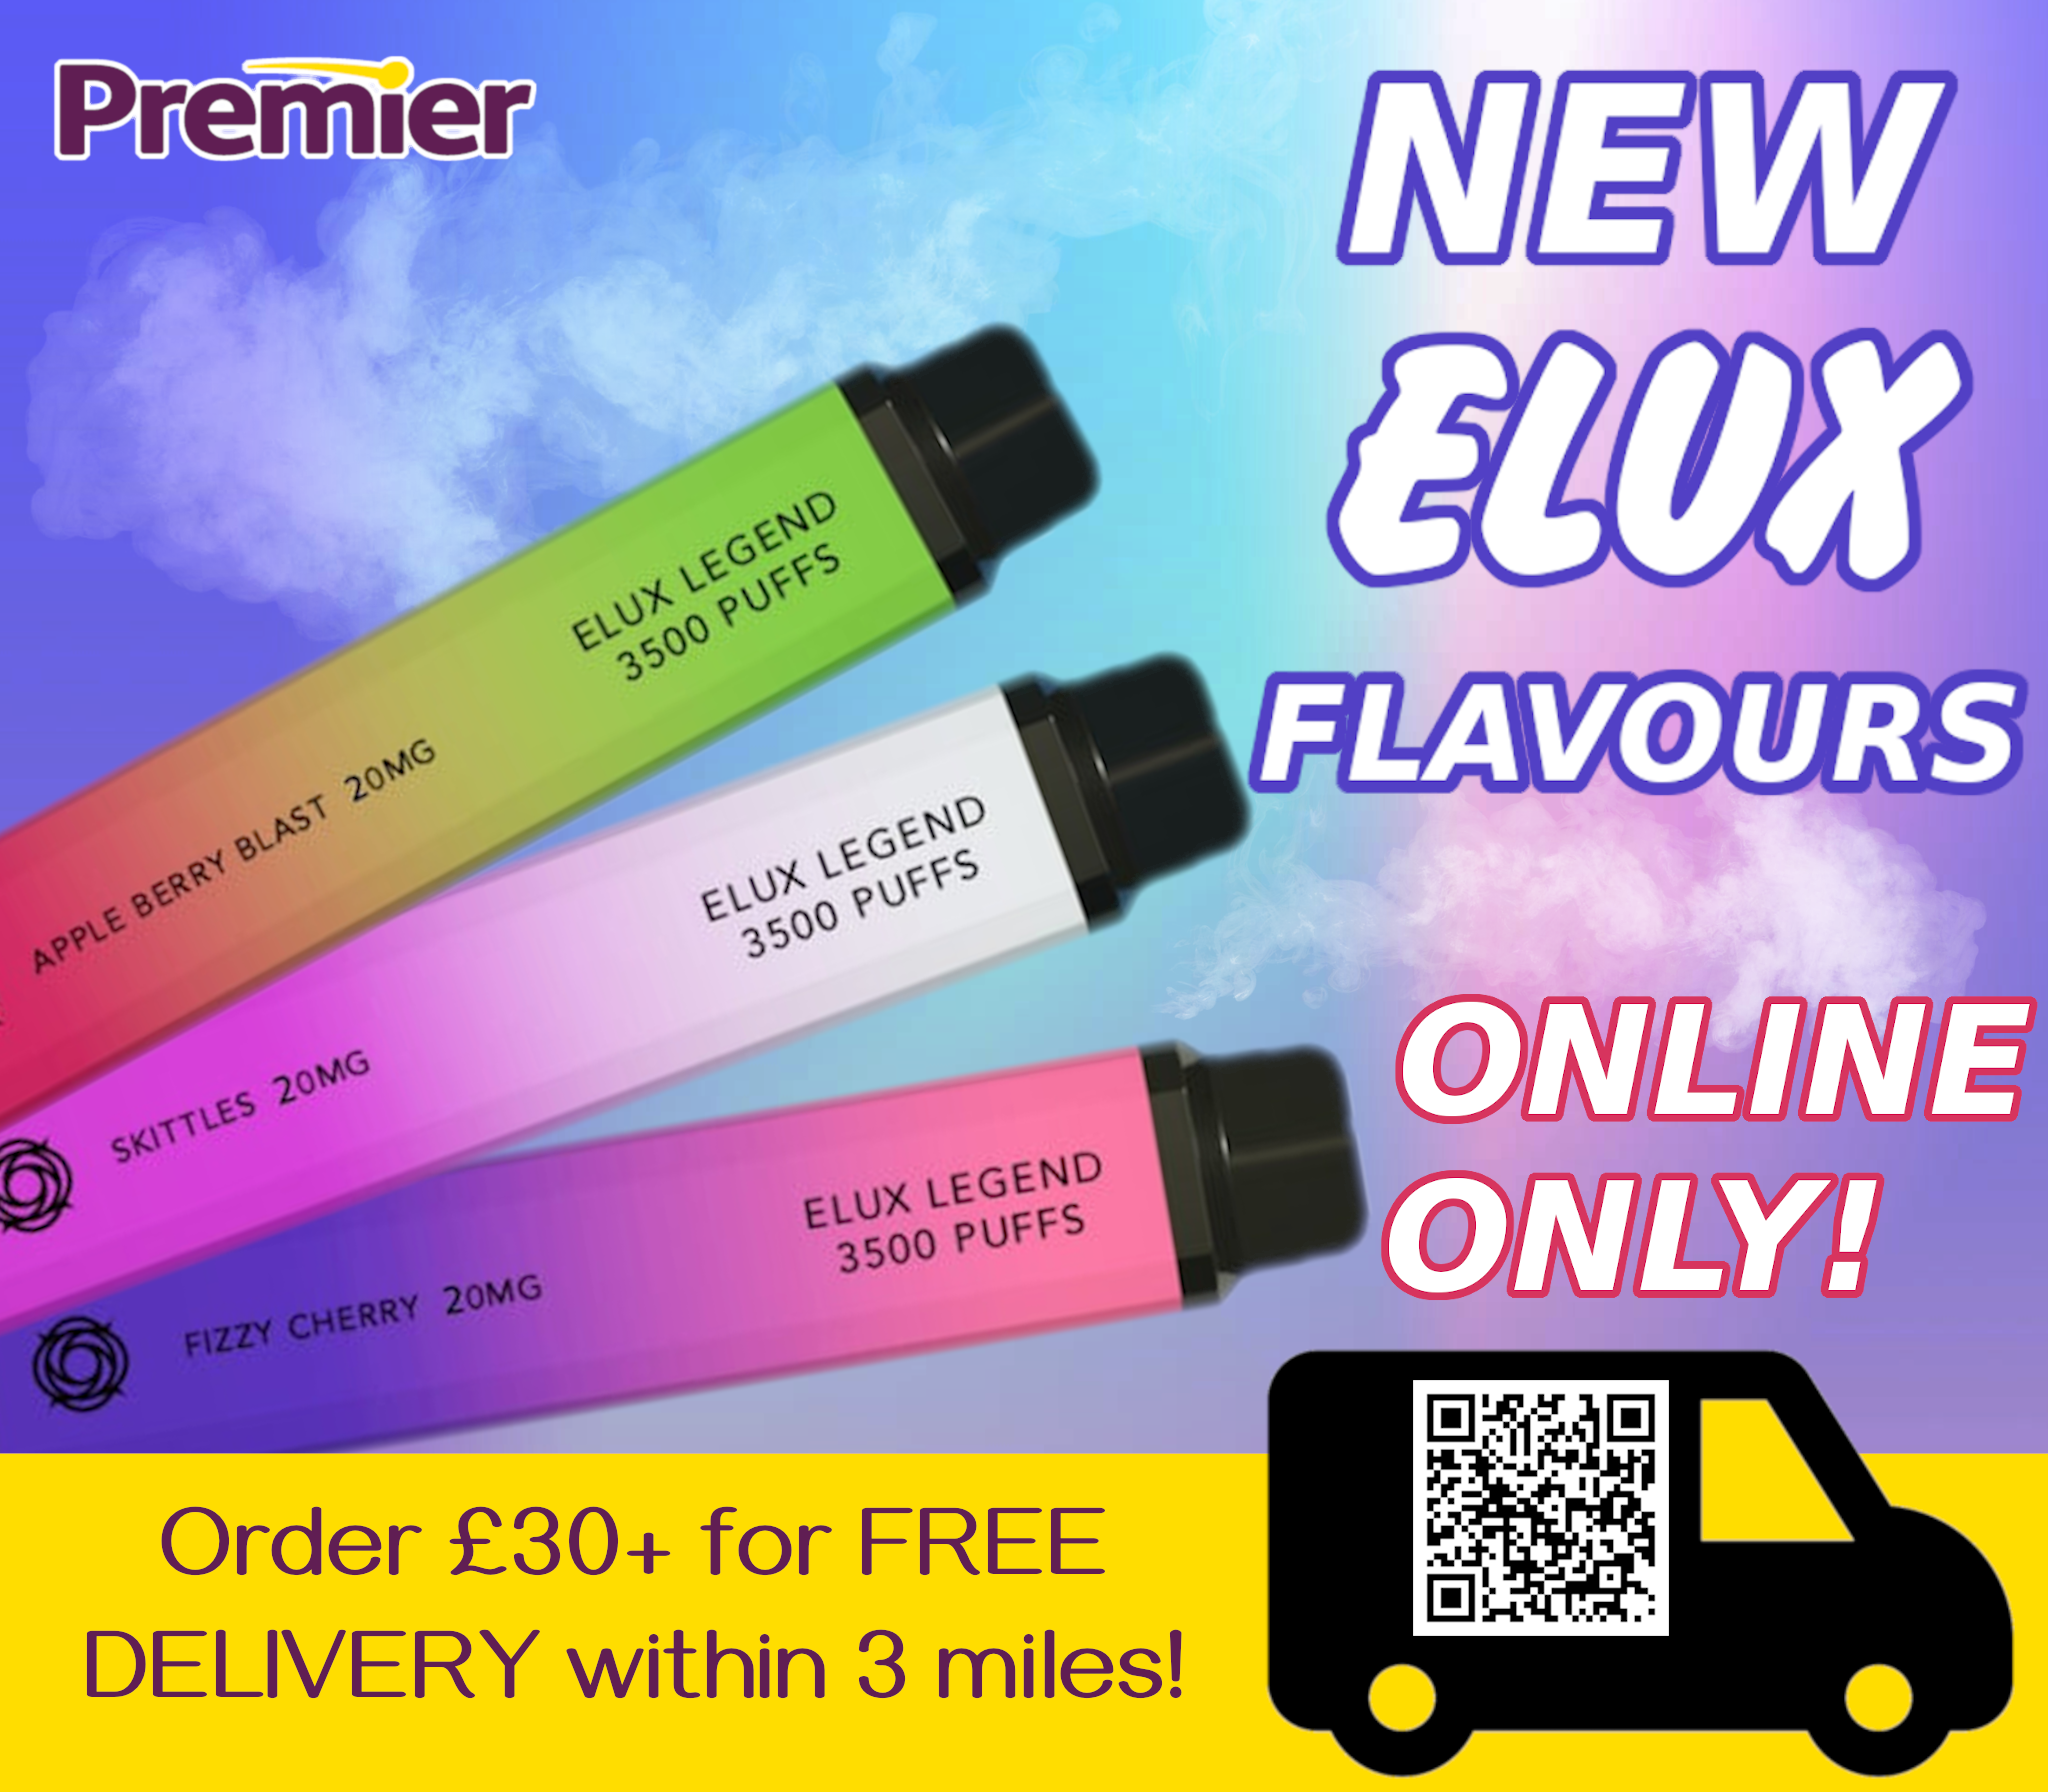 Premier
NEW
ELUX
FLAVOURS
ELUX LEGEND
3500 PUFFS
APPLE BERRY BLAST 20MG
ELUX LEGEND
3500 PUFFS
SKITTLES 20MG
ELUX LEGEND
3500 PUFFS
FIZZY CHERRY 20MG
ONLINE
ONLY!
Order £30+ for FREE
DELIVERY within 3 miles!